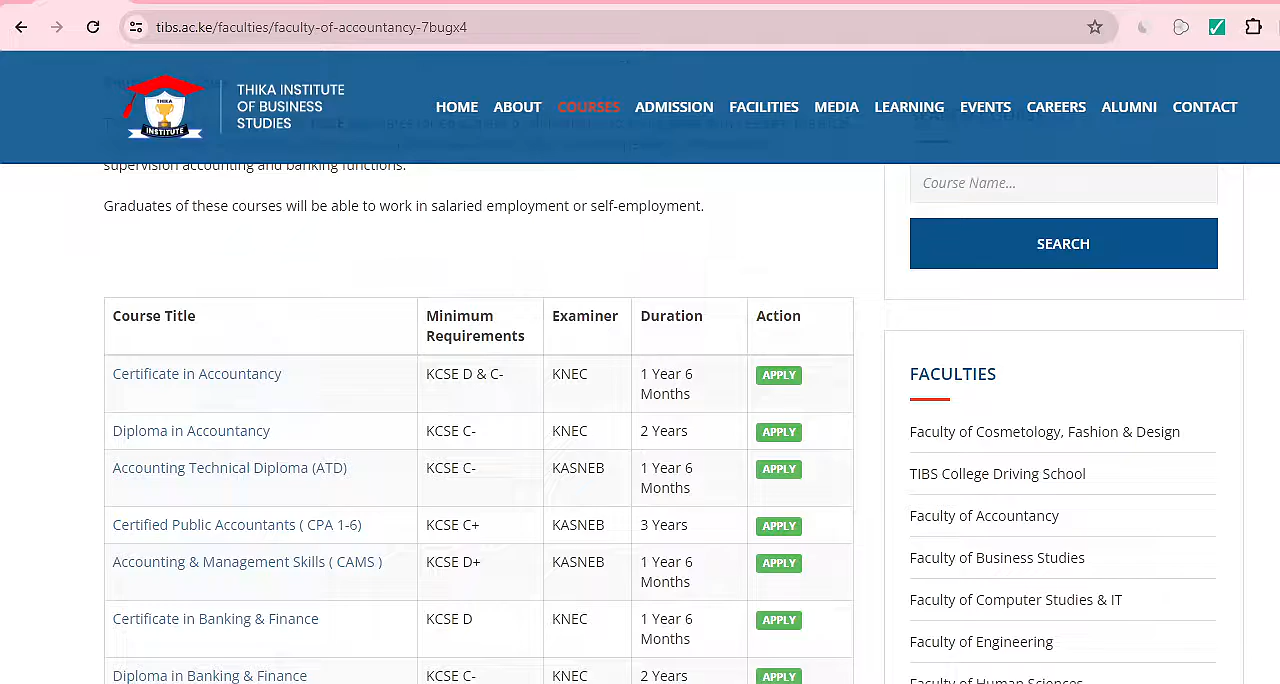 tibs.ac.ke/faculties/faculty-of-accountancy-7bugx4
THIKA
INSTITUTE
THIKA INSTITUTE
OF BUSINESS
STUDIES
HOME ABOUT COURSES ADMISSION FACILITIES MEDIA LEARNING EVENTS CAREERS ALUMNI CONTACT
supervision accounting and banking functions.
Graduates of these courses will be able to work in salaried employment or self-employment.
Course Title Minimum Requirements Examiner Duration Action
Certificate in Accountancy KCSE D & C- KNEC 1 Year 6 Months APPLY
Diploma in Accountancy KCSE C- KNEC 2 Years APPLY
Accounting Technical Diploma (ATD) KCSE C- KASNEB 1 Year 6 Months APPLY
Certified Public Accountants ( CPA 1-6) KCSE C+ KASNEB 3 Years APPLY
Accounting & Management Skills ( CAMS ) KCSE D+ KASNEB 1 Year 6 Months APPLY
Certificate in Banking & Finance KCSE D KNEC 1 Year 6 Months APPLY
Diploma in Banking & Finance KCSE C- KNEC 2 Years APPLY
Course Name...
SEARCH
FACULTIES
Faculty of Cosmetology, Fashion & Design
TIBS College Driving School
Faculty of Accountancy
Faculty of Business Studies
Faculty of Computer Studies & IT
Faculty of Engineering
Faculty of Human Sciences